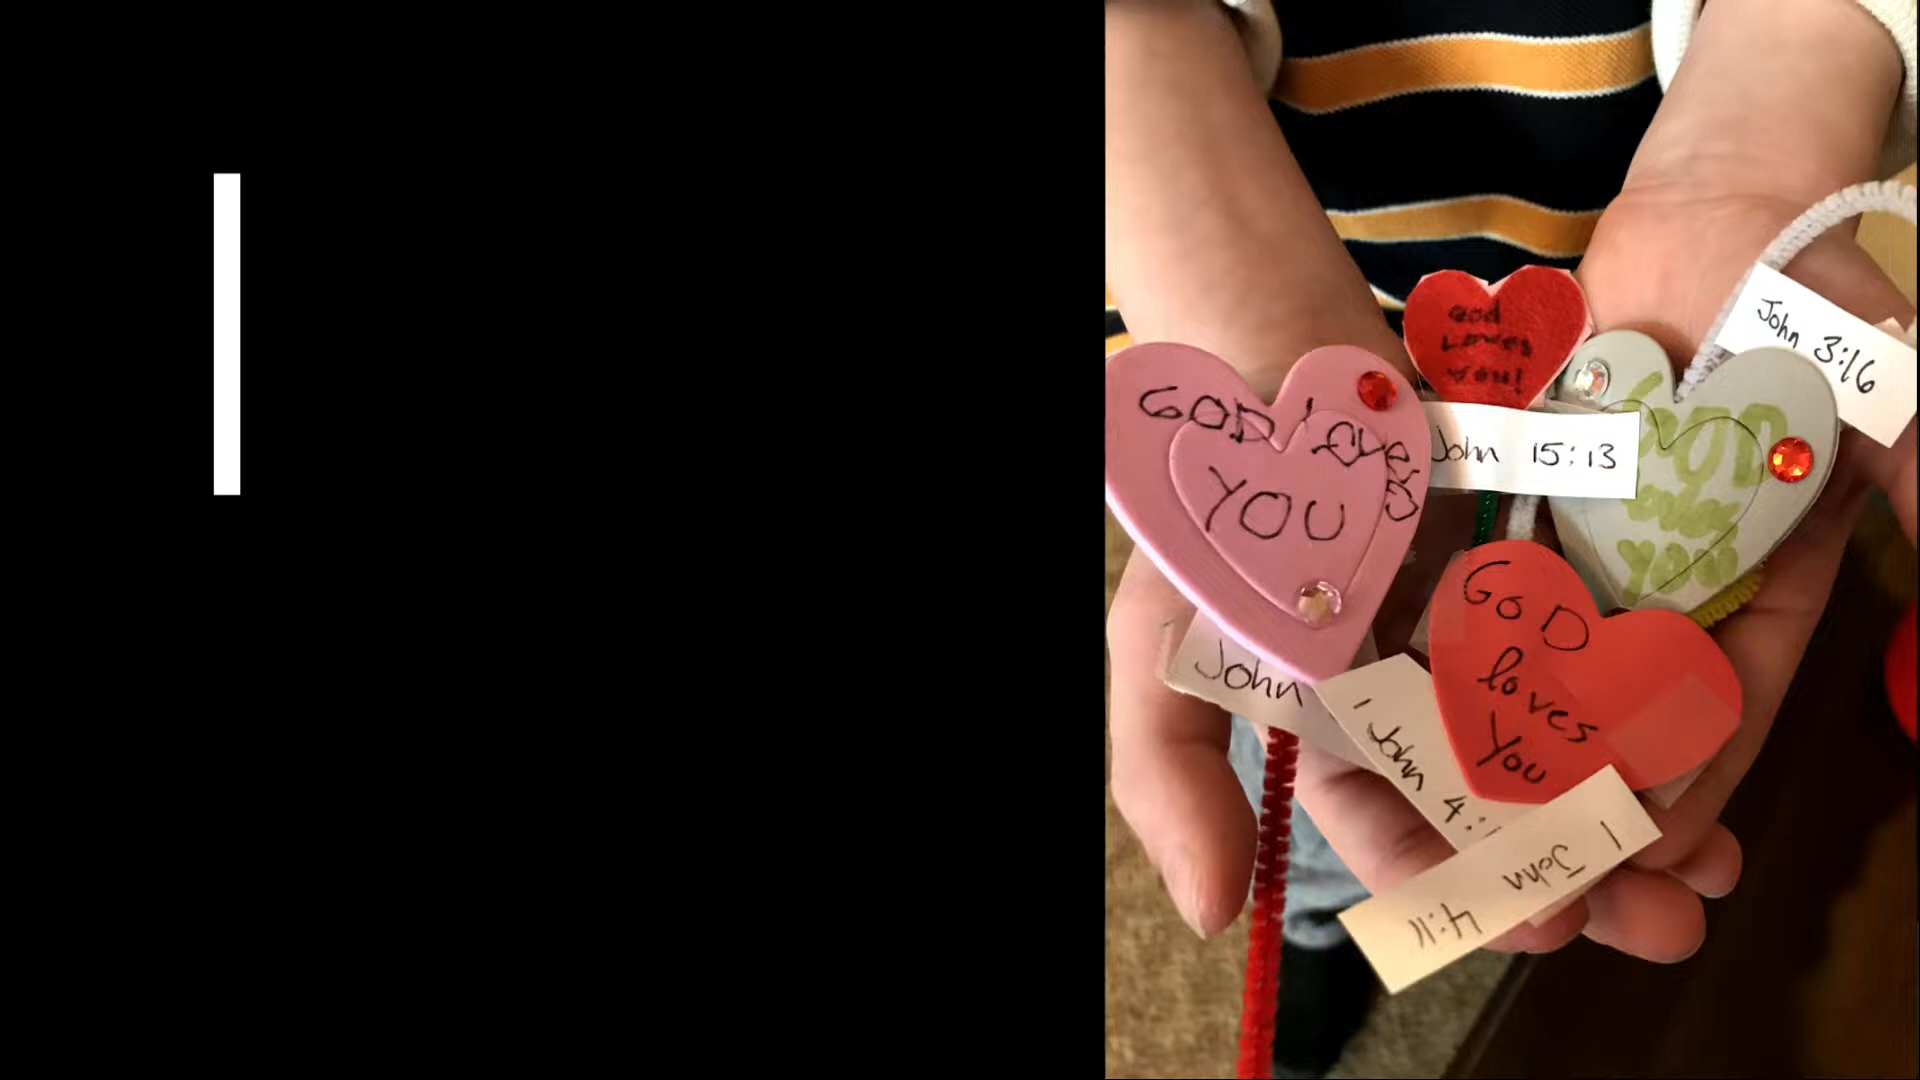 God
Loves
You!
John 3:16
GOD loves
YOU
John 15:13
GOD
loves
you
GOD
loves
You
John
1 John 4:
1 John
4:11